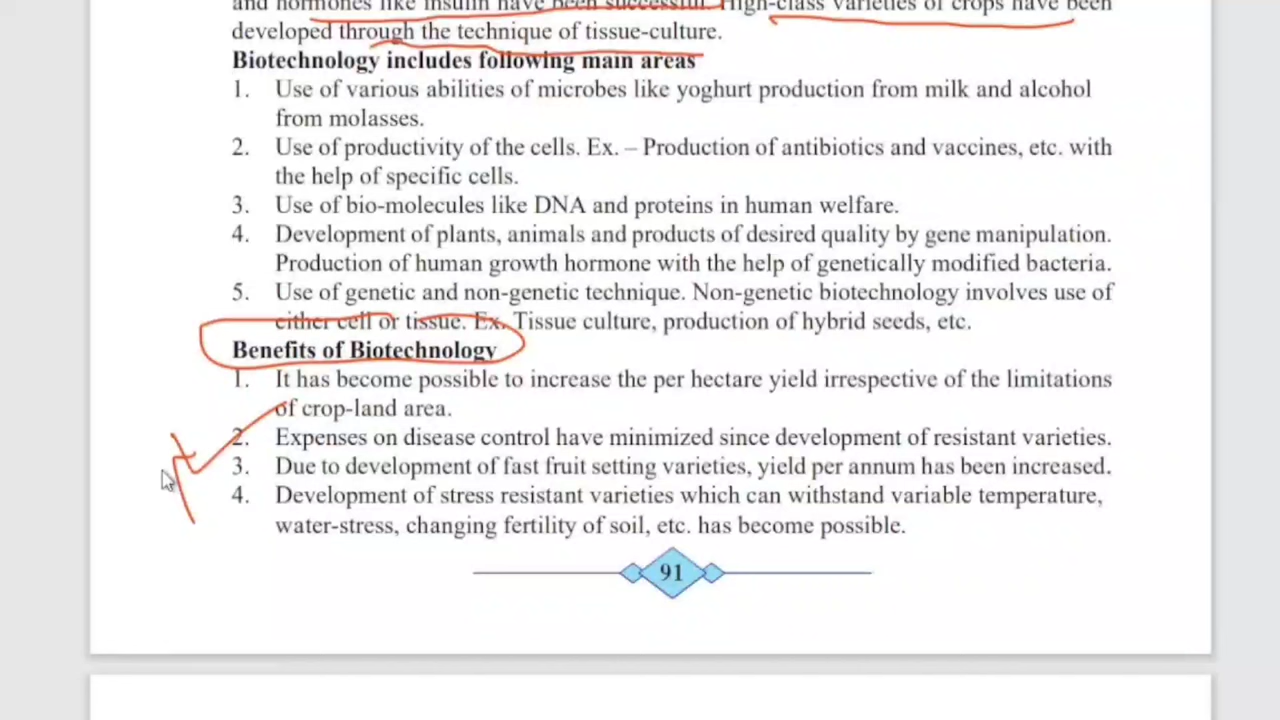 and hormones like insulin have been successful. High-class varieties of crops have been
developed through the technique of tissue-culture.
Biotechnology includes following main areas
1. Use of various abilities of microbes like yoghurt production from milk and alcohol
from molasses.
2. Use of productivity of the cells. Ex. – Production of antibiotics and vaccines, etc. with
the help of specific cells.
3. Use of bio-molecules like DNA and proteins in human welfare.
4. Development of plants, animals and products of desired quality by gene manipulation.
Production of human growth hormone with the help of genetically modified bacteria.
5. Use of genetic and non-genetic technique. Non-genetic biotechnology involves use of
either cell or tissue. Ex. Tissue culture, production of hybrid seeds, etc.
Benefits of Biotechnology
1. It has become possible to increase the per hectare yield irrespective of the limitations
of crop-land area.
2. Expenses on disease control have minimized since development of resistant varieties.
3. Due to development of fast fruit setting varieties, yield per annum has been increased.
4. Development of stress resistant varieties which can withstand variable temperature,
water-stress, changing fertility of soil, etc. has become possible.
91